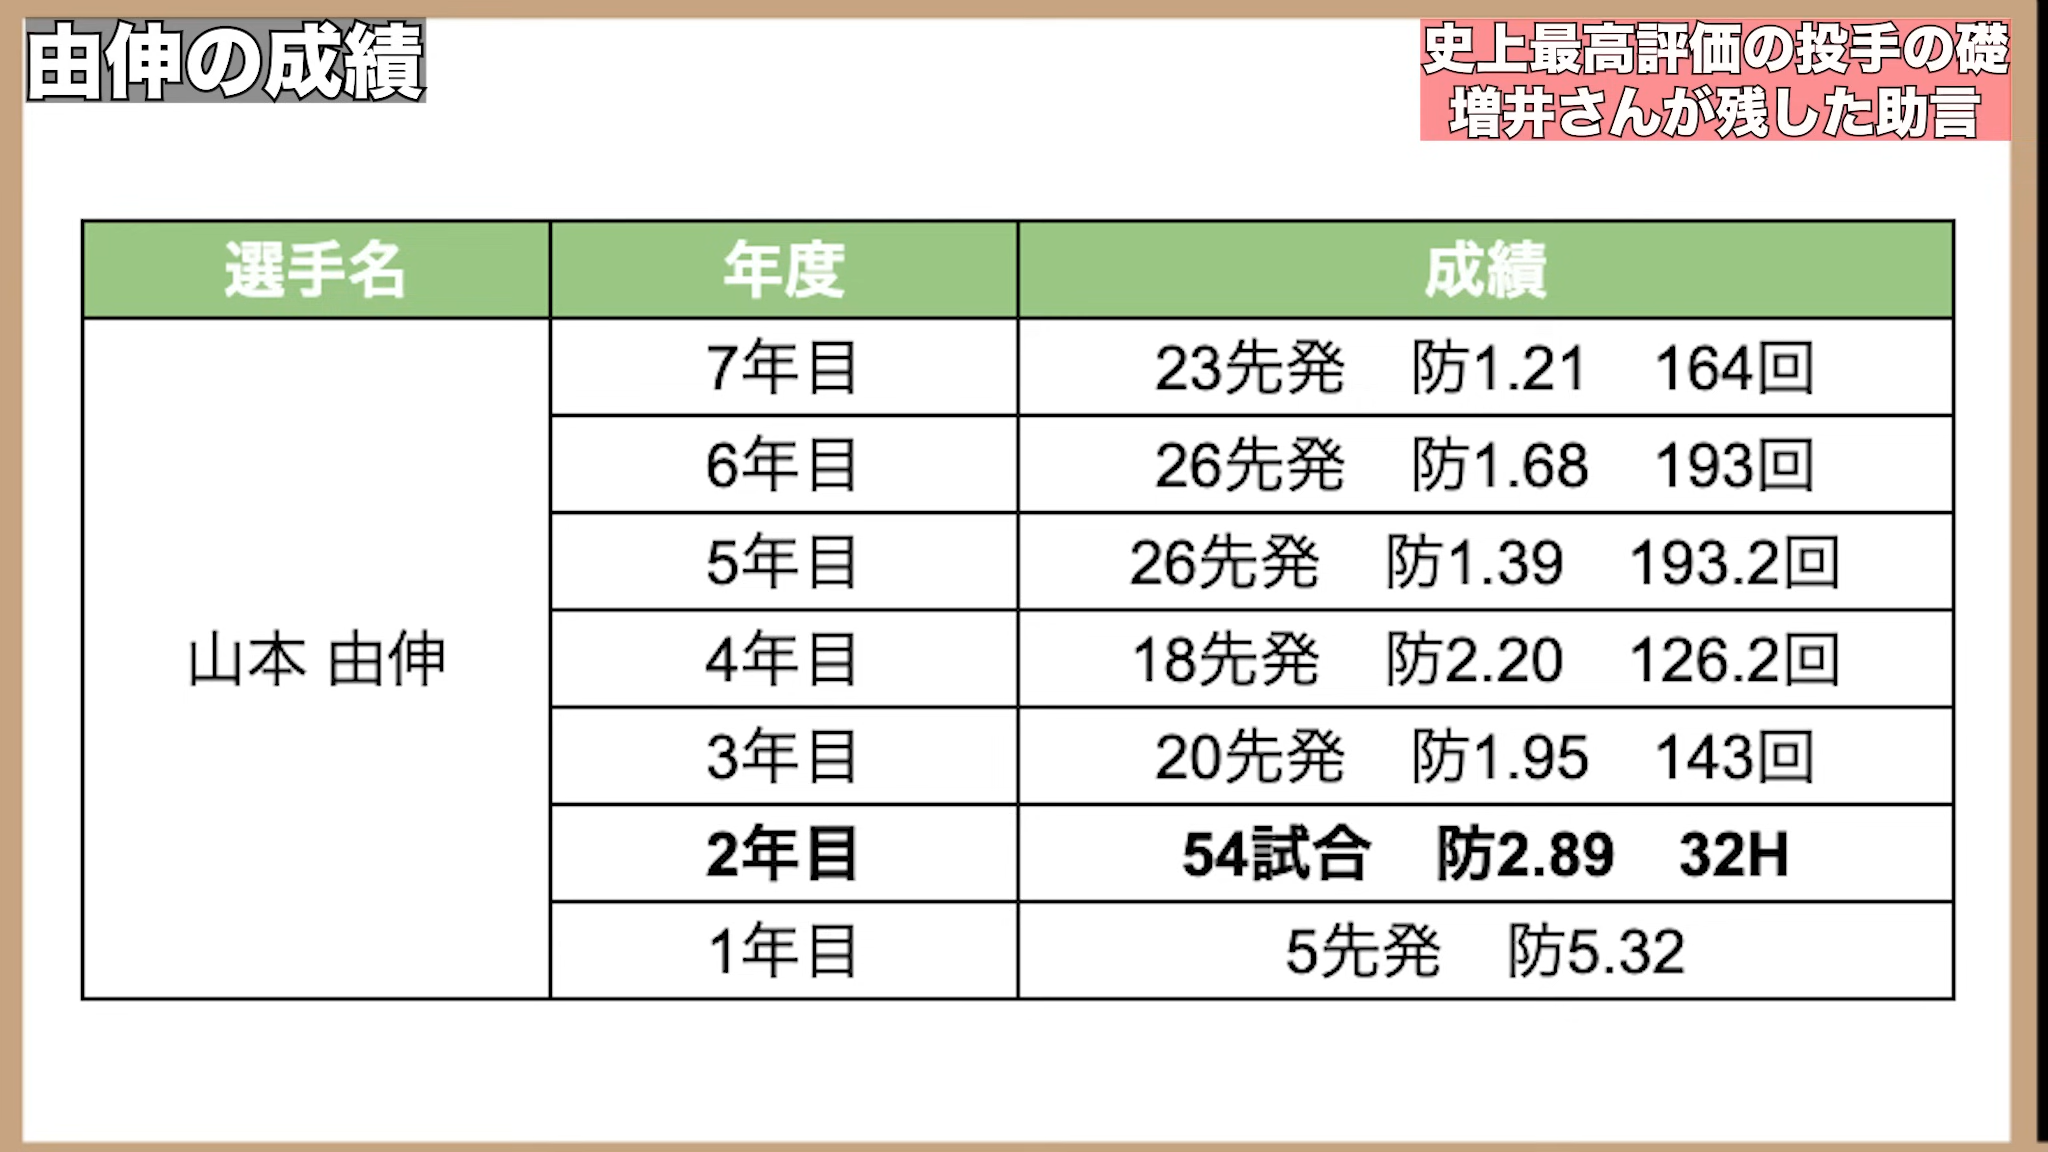 由伸の成績
史上最高評価の投手の礎
増井さんが残した助言
選手名 年度 成績
山本 由伸
7年目 23先発 防1.21 164回
6年目 26先発 防1.68 193回
5年目 26先発 防1.39 193.2回
4年目 18先発 防2.20 126.2回
3年目 20先発 防1.95 143回
2年目 54試合 防2.89 32H
1年目 5先発 防5.32